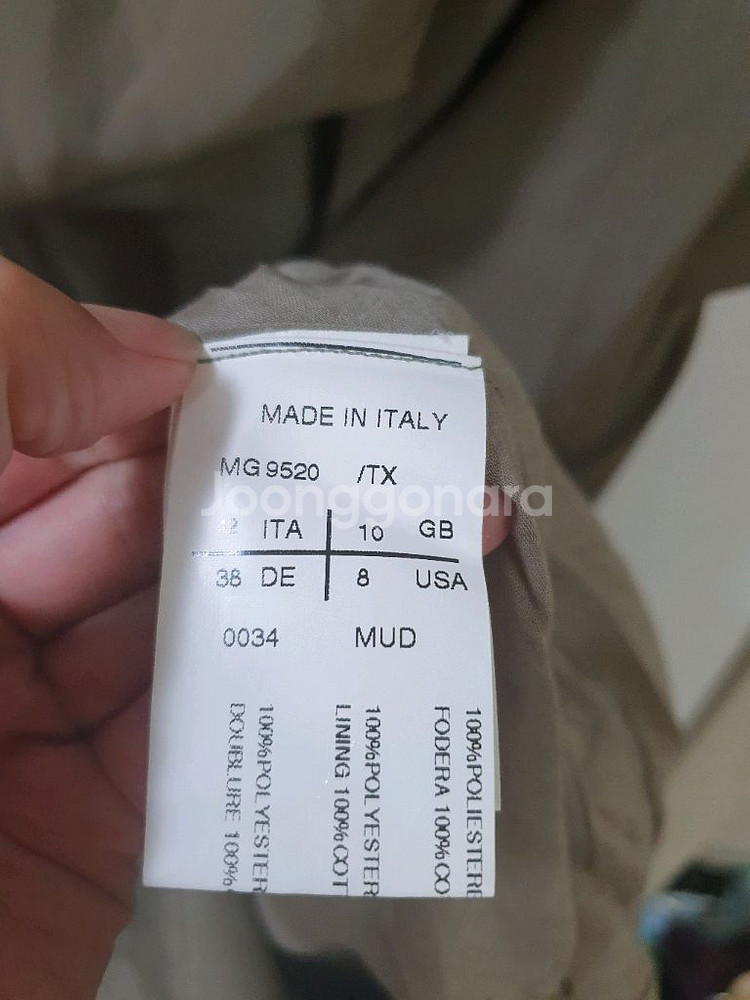 MADE IN ITALY
MG 9520 /TX
Joonggonara
42 ITA 10 GB
38 DE 8 USA
0034 MUD
100%POLIESTERE
FODERA 100%CO
100%POLYESTER
LINING 100%COT
100%POLYESTER
DOUBLURE 100%